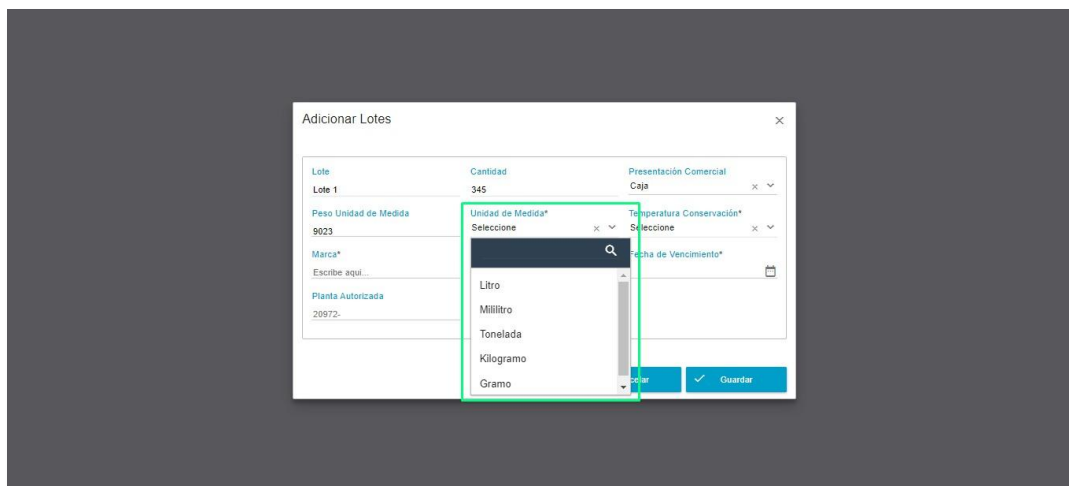 Adicionar Lotes
Lote Cantidad Presentación Comercial
Lote 1 345 Caja
Peso Unidad de Medida Unidad de Medida* Temperatura Conservación*
9023 Seleccione Seleccione
Marca* Fecha de Vencimiento*
Escribe aqui...
Litro
Planta Autorizada
20972- Mililitro
Tonelada
Kilogramo
Gramo
Guardar